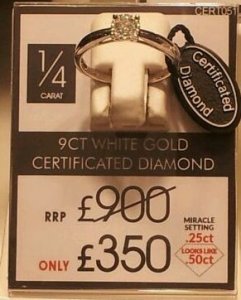 CERT051
1/4
CARAT
Certificated
Diamond
9CT WHITE GOLD
CERTIFICATED DIAMOND
RRP £900
ONLY £350
MIRACLE
SETTING
.25ct
LOOKS LIKE
.50ct